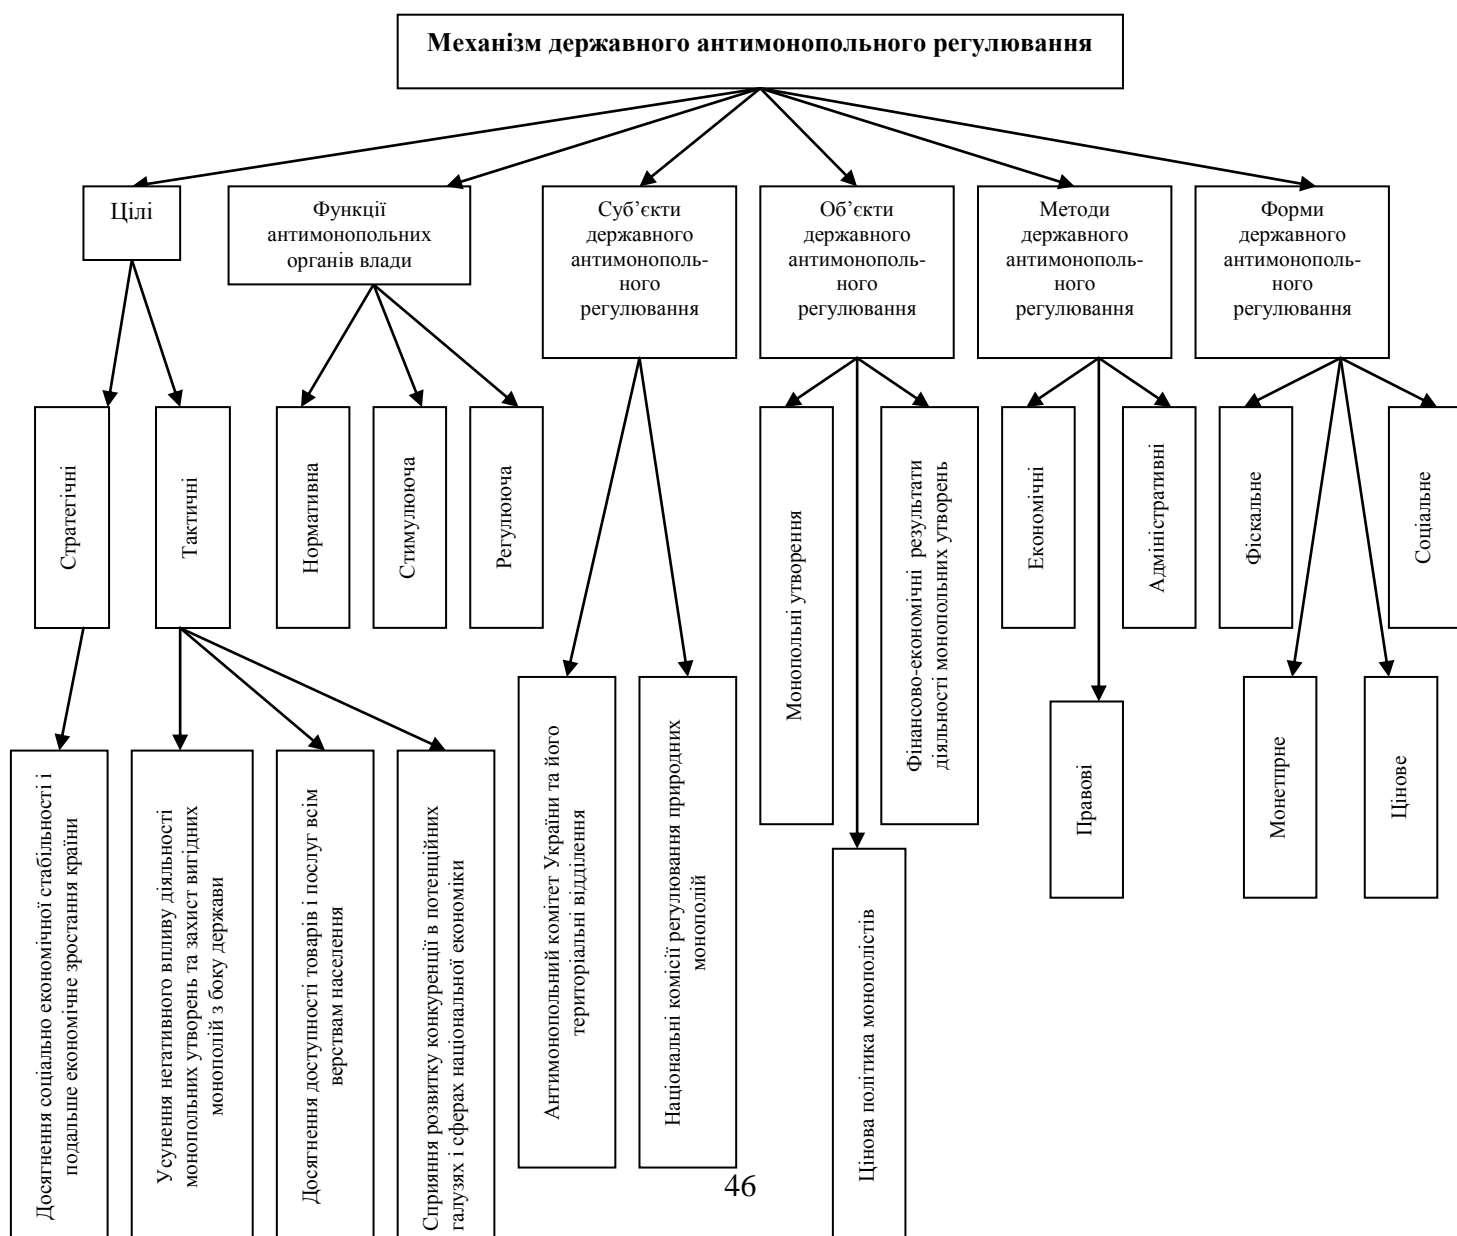 Механізм державного антимонопольного регулювання
Цілі
Функції
антимонопольних
органів влади
Суб’єкти
державного
антимонополь-
ного
регулювання
Об’єкти
державного
антимонополь-
ного
регулювання
Методи
державного
антимонополь-
ного
регулювання
Форми
державного
антимонополь-
ного
регулювання
Стратегічні
Тактичні
Нормативна
Стимулююча
Регулююча
Монопольні утворення
Фінансово-економічні результати
діяльності монопольних утворень
Економічні
Адміністративні
Фіскальне
Соціальне
Антимонопольний комітет України та його
територіальні відділення
Національні комісії регулювання природних
монополій
Правові
Монетпрне
Цінове
Досягнення соціально економічної стабільності і
подальше економічне зростання країни
Усунення негативного впливу діяльності
монопольних утворень та захист вигідних
монополій з боку держави
Досягнення доступності товарів і послуг всім
верствам населення
Сприяння розвитку конкуренції в потенційних
галузях і сферах національної економіки
Цінова політика монополістів
46